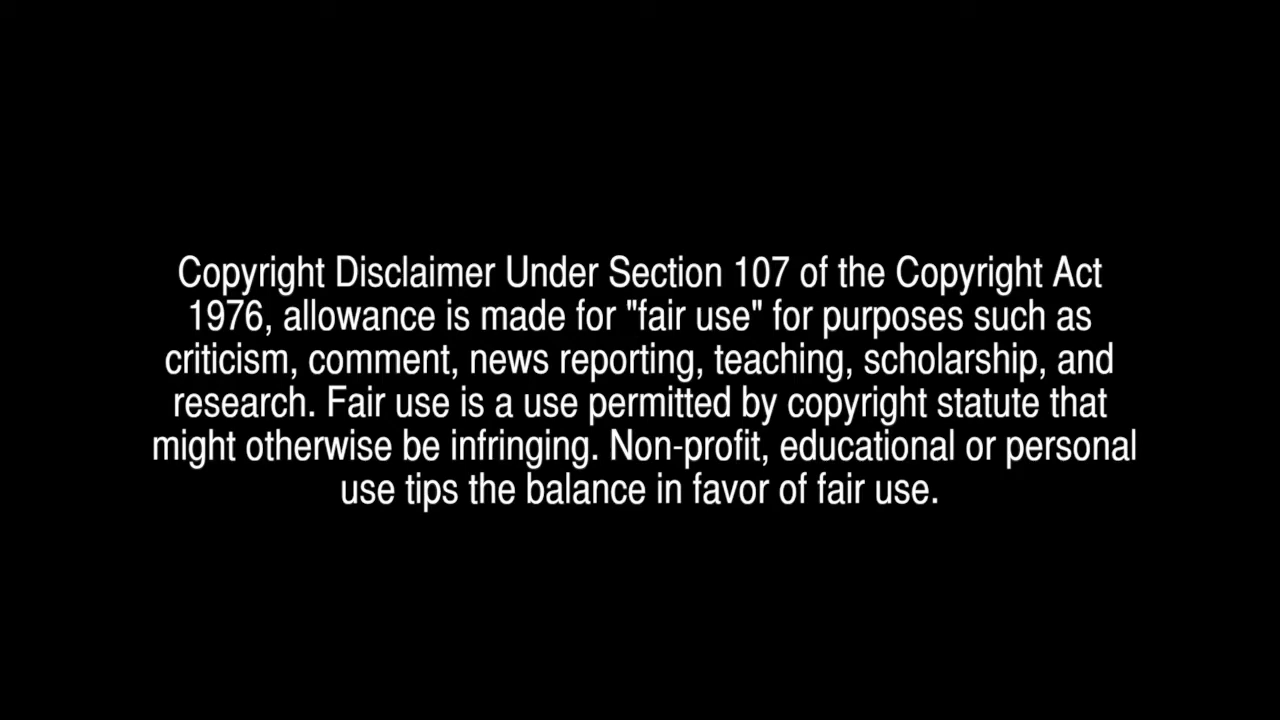 Copyright Disclaimer Under Section 107 of the Copyright Act
1976, allowance is made for "fair use" for purposes such as
criticism, comment, news reporting, teaching, scholarship, and
research. Fair use is a use permitted by copyright statute that
might otherwise be infringing. Non-profit, educational or personal
use tips the balance in favor of fair use.